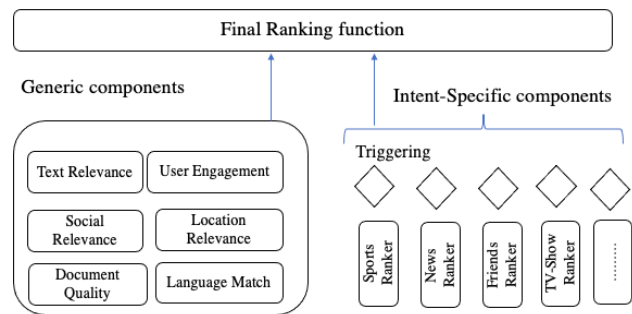 Final Ranking function
Generic components
Intent-Specific components
Triggering
Text Relevance
User Engagement
Social
Relevance
Location
Relevance
Document
Quality
Language Match
Sports
Ranker
News
Ranker
Friends
Ranker
TV-Show
Ranker
..........